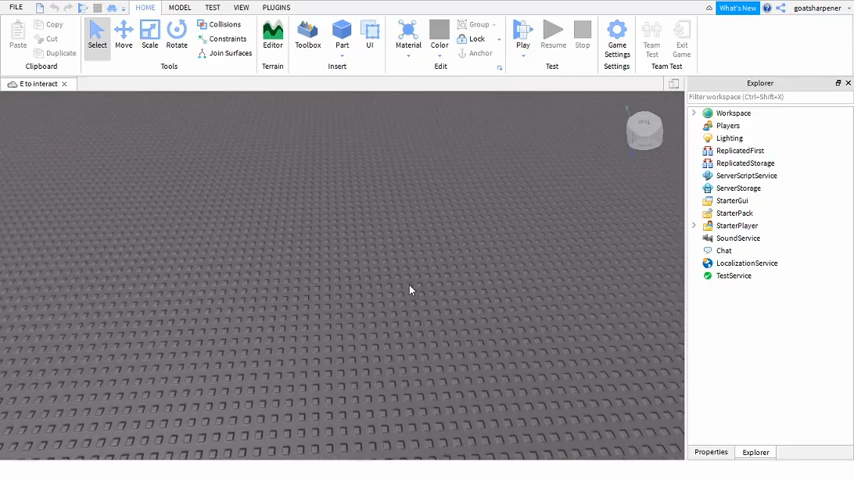 FILE HOME MODEL TEST VIEW PLUGINS What's New goatsharpener
Paste Copy Cut Duplicate Clipboard
Select Move Scale Rotate Collisions Constraints Join Surfaces Tools
Editor Terrain
Toolbox Part UI Insert
Material Color Group Lock Anchor Edit
Play Resume Stop Test
Game Settings Settings
Team Test Exit Game Team Test
E to interact
Explorer
Filter workspace (Ctrl+Shift+X)
Workspace
Players
Lighting
ReplicatedFirst
ReplicatedStorage
ServerScriptService
ServerStorage
StarterGui
StarterPack
StarterPlayer
SoundService
Chat
LocalizationService
TestService
Properties Explorer